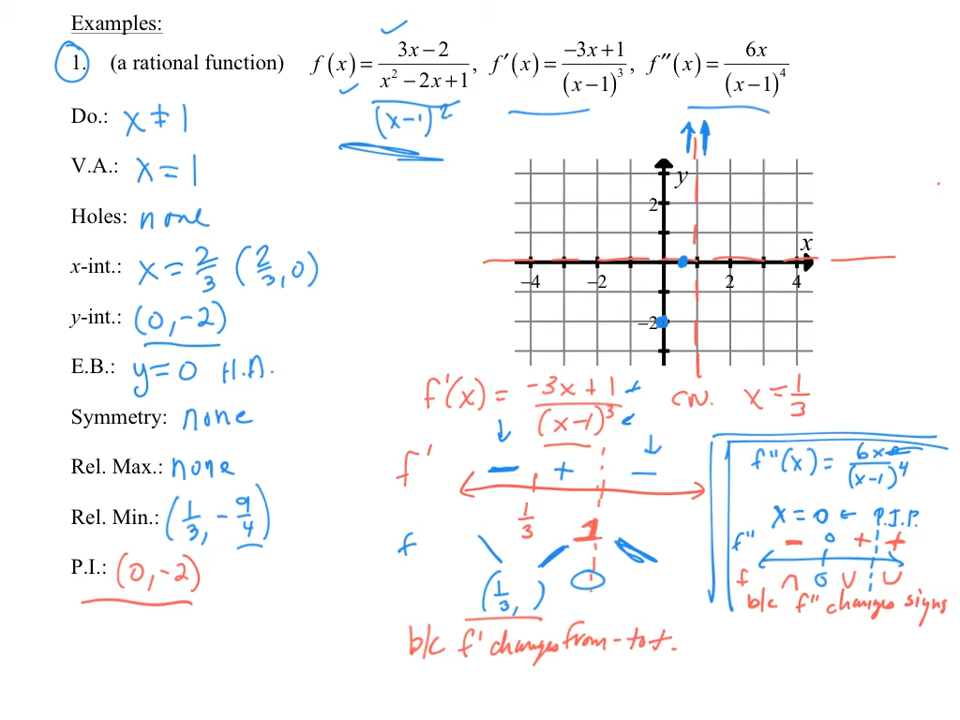 Examples:
1. (a rational function) f(x)= (3x−2)/(x²−2x+1), f′(x)= (−3x+1)/(x−1)³, f″(x)= 6x/(x−1)⁴
(x−1)²
Do.: x ≠ 1
V.A.: x = 1
Holes: none
x-int.: x = 2/3 (2/3, 0)
y-int.: (0, −2)
E.B.: y = 0 H.A.
Symmetry: none
Rel. Max.: none
Rel. Min.: (1/3, −9/4)
P.I.: (0, −2)
y
x
2
−4 −2 2 4
−2
f′(x) = (−3x+1)/(x−1)³ CN. x = 1/3
f′ − + −
1/3 1
f
(1/3, )
b/c f′ changes from − to +.
f″(x) = 6x/(x−1)⁴
x = 0 ← P.I.P.
f″ − 0 + +
f ∩ 0 ∪ ∪
b/c f″ changes signs